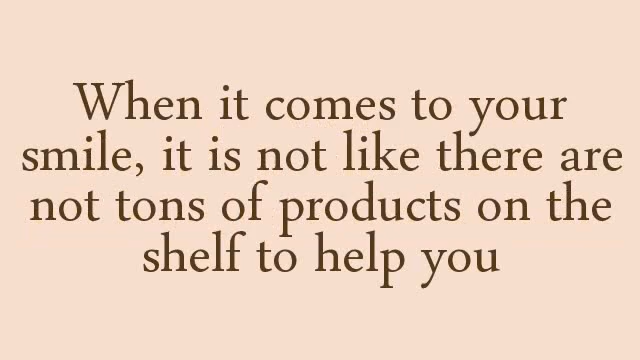 When it comes to your
smile, it is not like there are
not tons of products on the
shelf to help you